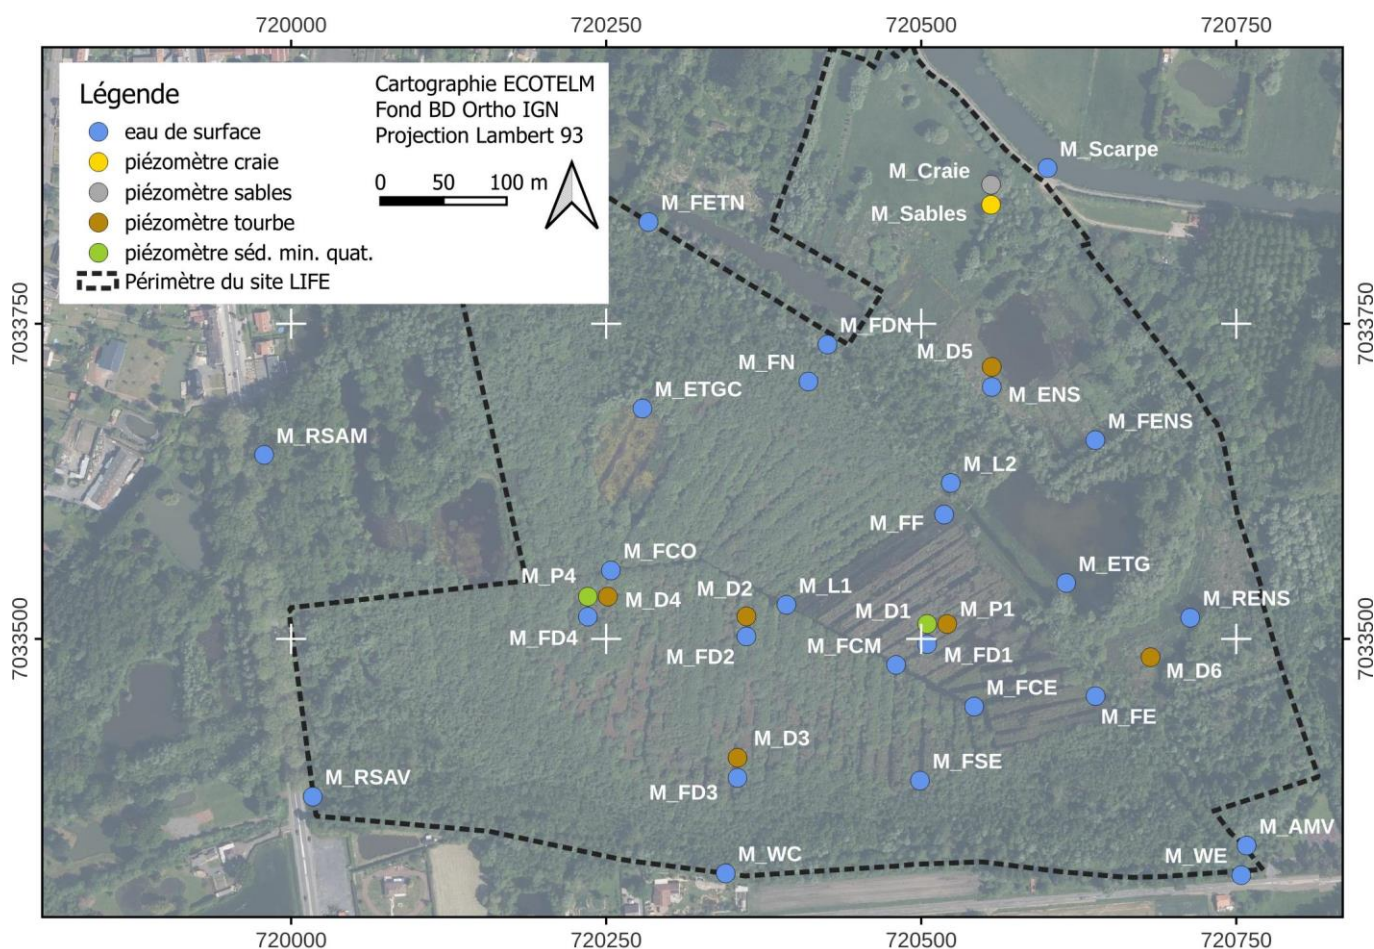 720000 720250 720500 720750
Légende
eau de surface
piézomètre craie
piézomètre sables
piézomètre tourbe
piézomètre séd. min. quat.
Périmètre du site LIFE
Cartographie ECOTELM
Fond BD Ortho IGN
Projection Lambert 93
0 50 100 m
M_Scarpe
M_Craie
M_FETN
M_Sables
7033750
7033750
M_FDN
M_D5
M_FN
M_ENS
M_ETGC
M_RSAM
M_FENS
M_L2
M_FF
M_FCO
M_P4
M_D2
M_L1
M_ETG
M_D4
M_D1
M_P1
M_RENS
7033500
7033500
M_FD4
M_FD2
M_FCM
M_FD1
M_D6
M_FCE
M_FE
M_D3
M_RSAV
M_FD3
M_FSE
M_AMV
M_WC
M_WE
720000 720250 720500 720750